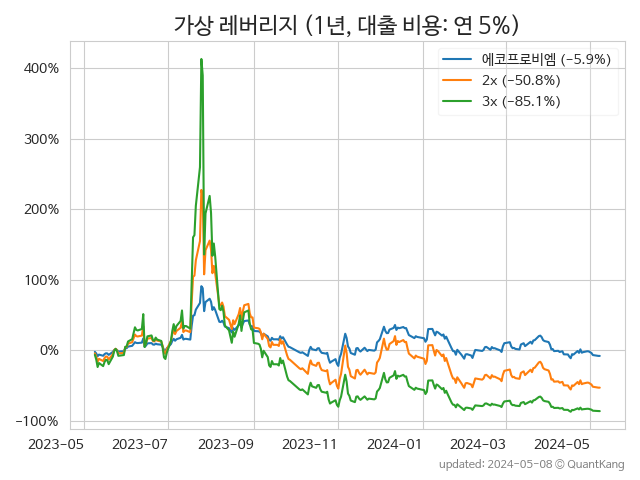 가상 레버리지 (1년, 대출 비용: 연 5%)
에코프로비엠 (−5.9%)
2x (−50.8%)
3x (−85.1%)
400%
300%
200%
100%
0%
−100%
2023-05 2023-07 2023-09 2023-11 2024-01 2024-03 2024-05
updated: 2024-05-08 © QuantKang